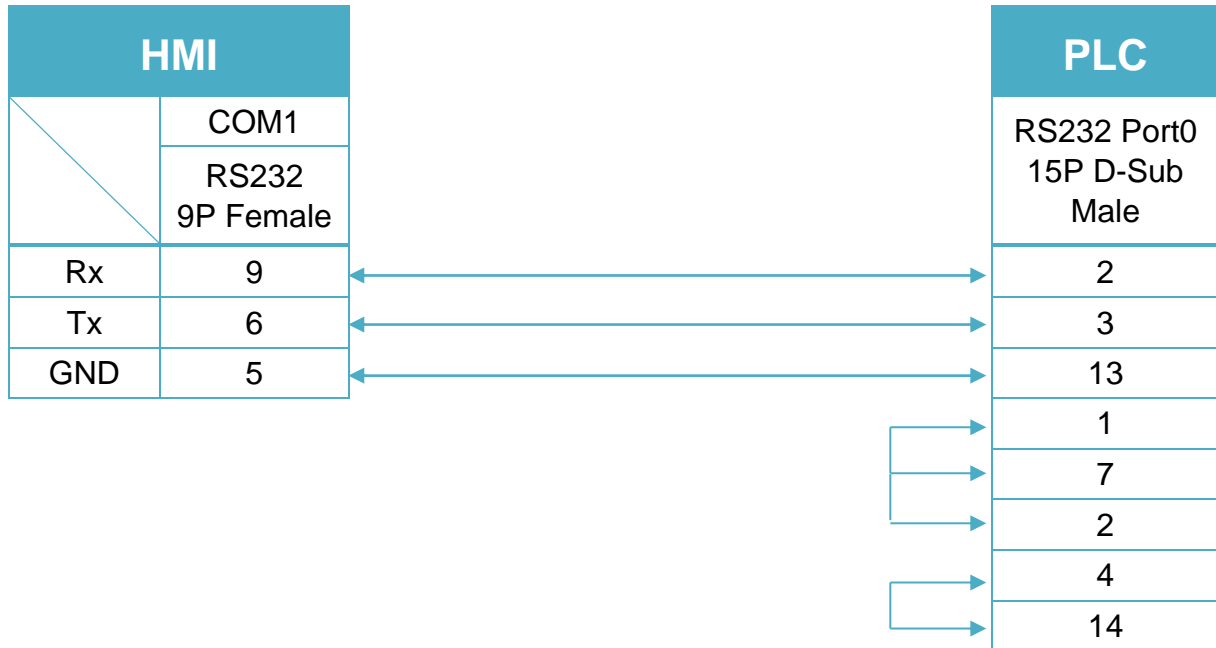 HMI
PLC
COM1
RS232
9P Female
RS232 Port0
15P D-Sub
Male
Rx 9 2
Tx 6 3
GND 5 13
1
7
2
4
14